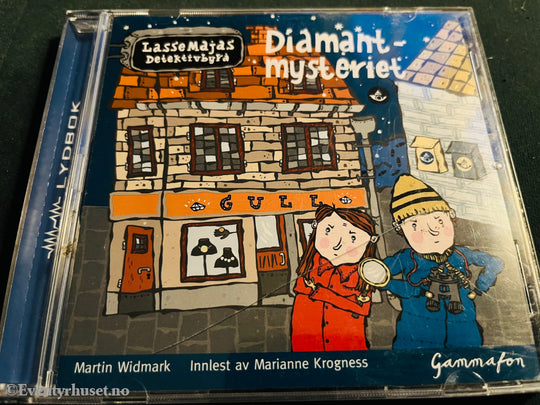 LasseMajas
Detektivbyrå
Diamant-
mysteriet
LYDBOK
GULL
Martin Widmark
Innlest av Marianne Krogness
Gammafon
© Eventyrhuset.no